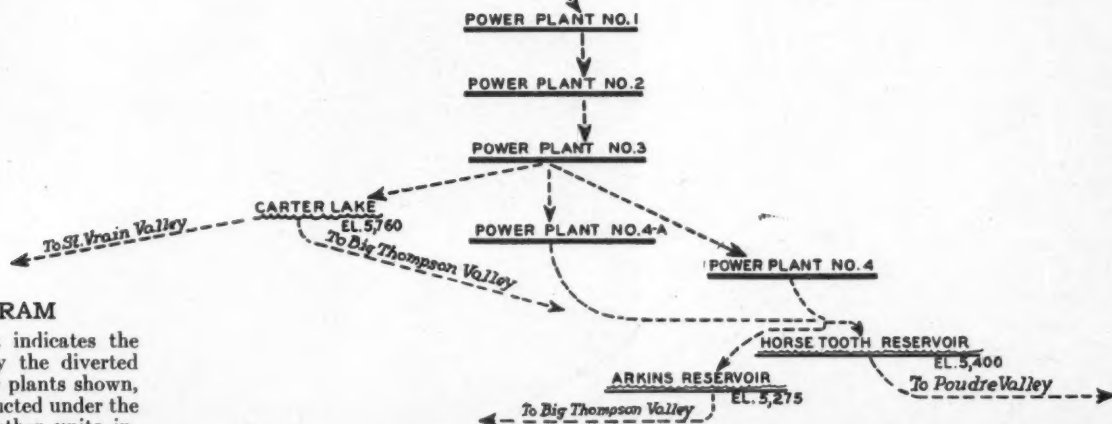 POWER PLANT NO.1
POWER PLANT NO.2
POWER PLANT NO.3
CARTER LAKE
EL. 5,760
To St. Vrain Valley
To Big Thompson Valley
POWER PLANT NO.4-A
POWER PLANT NO. 4
HORSE TOOTH RESERVOIR
EL. 5,400
To Poudre Valley
ARKINS RESERVOIR
EL. 5,275
To Big Thompson Valley
RAM
indicates the
the diverted
plants shown,
ucted under the